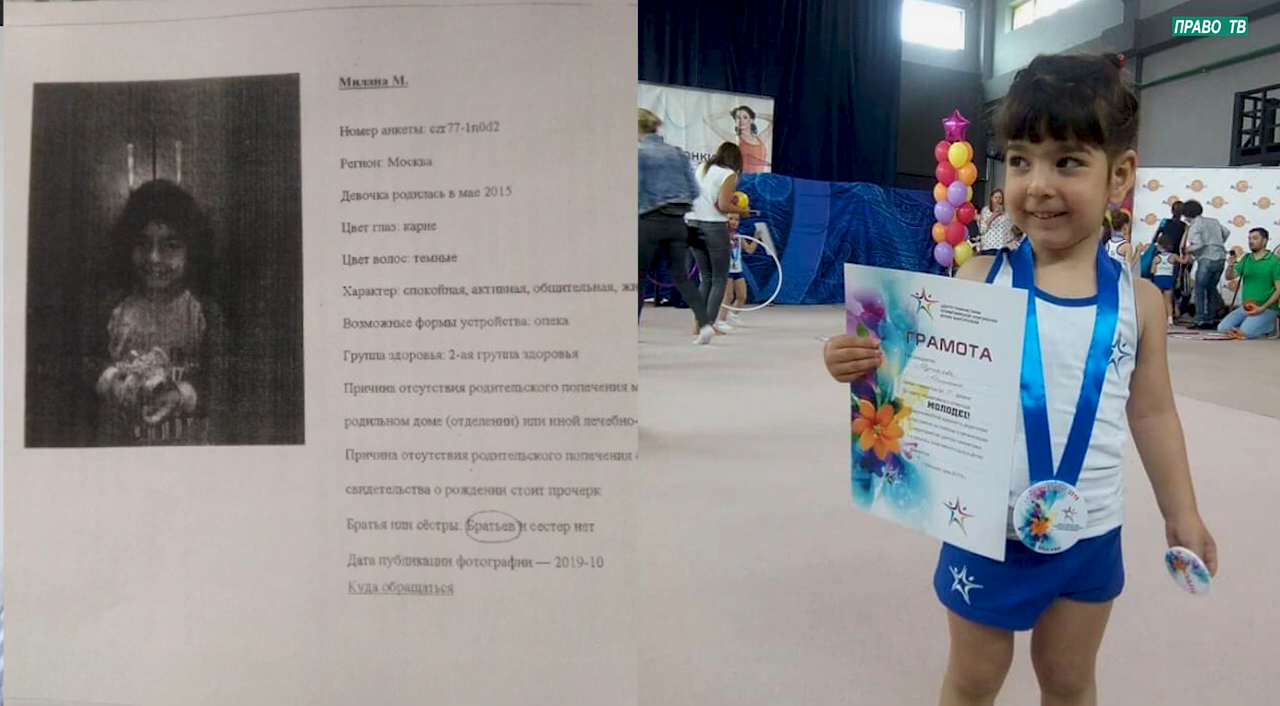 ПРАВО ТВ
Милана М.
Номер анкеты: czr77-1n0d2
Регион: Москва
Девочка родилась в мае 2015
Цвет глаз: карие
Цвет волос: темные
Характер: спокойная, активная, общительная, жи
Возможные формы устройства: опека
Группа здоровья: 2-ая группа здоровья
Причина отсутствия родительского попечения м
родильном доме (отделении) или иной лечебно-
Причина отсутствия родительского попечения
свидетельства о рождении стоит прочерк
Братья или сёстры: Братьев и сестер нет
Дата публикации фотографии — 2019-10
Куда обращаться
ГРАМОТА
МОЛОДЕЦ!